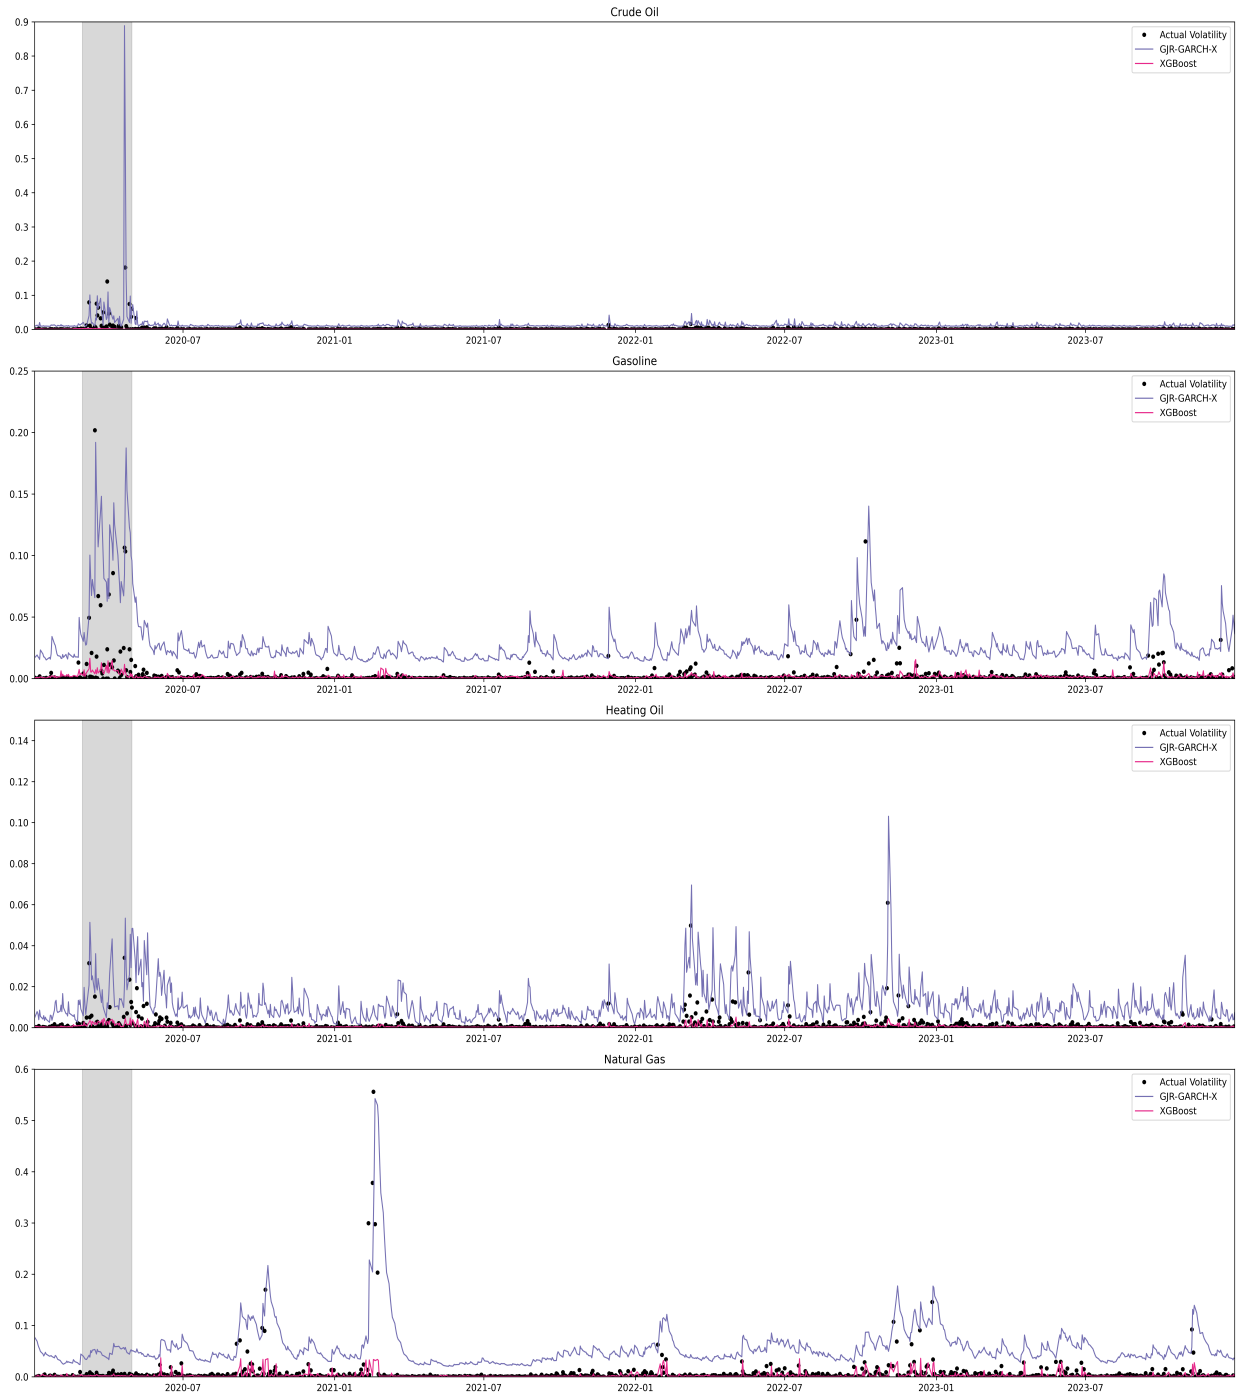 Crude Oil
0.9
0.8
0.7
0.6
0.5
0.4
0.3
0.2
0.1
0.0
Actual Volatility
GJR-GARCH-X
XGBoost
2020-07 2021-01 2021-07 2022-01 2022-07 2023-01 2023-07
Gasoline
0.25
0.20
0.15
0.10
0.05
0.00
Actual Volatility
GJR-GARCH-X
XGBoost
2020-07 2021-01 2021-07 2022-01 2022-07 2023-01 2023-07
Heating Oil
0.14
0.12
0.10
0.08
0.06
0.04
0.02
0.00
Actual Volatility
GJR-GARCH-X
XGBoost
2020-07 2021-01 2021-07 2022-01 2022-07 2023-01 2023-07
Natural Gas
0.6
0.5
0.4
0.3
0.2
0.1
0.0
Actual Volatility
GJR-GARCH-X
XGBoost
2020-07 2021-01 2021-07 2022-01 2022-07 2023-01 2023-07